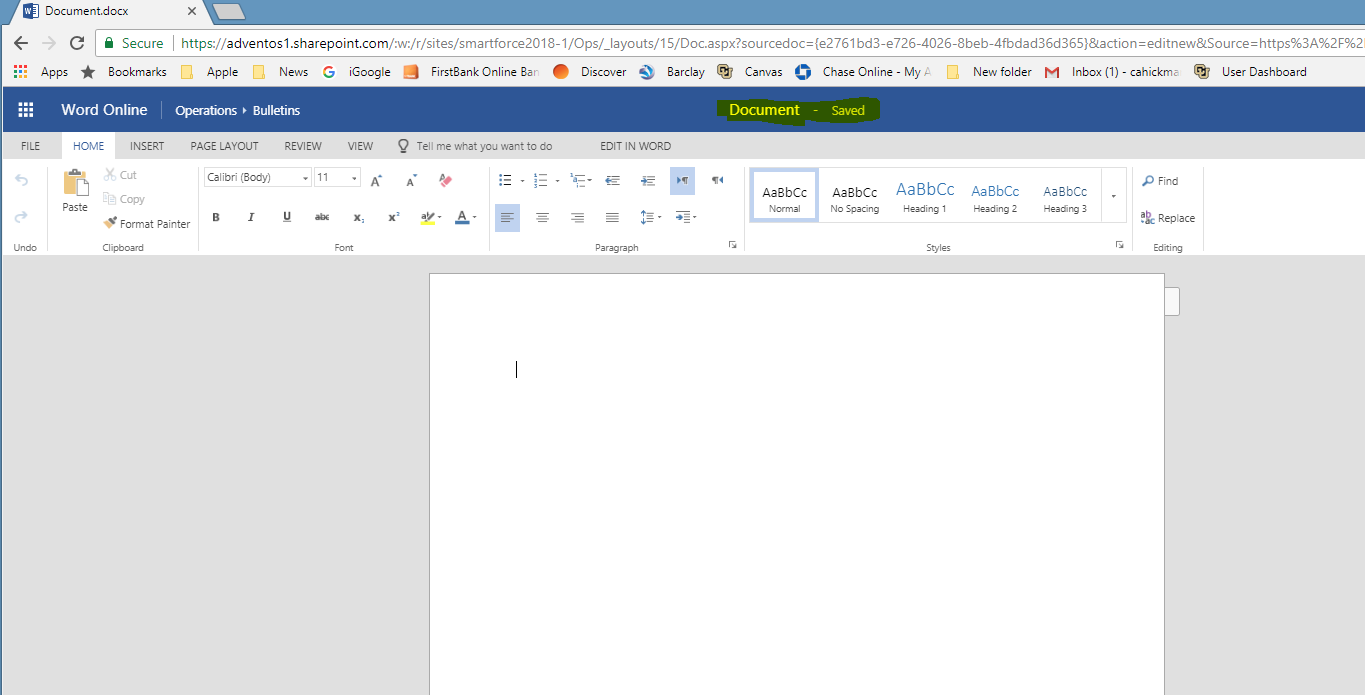 Document.docx
Secure https://adventos1.sharepoint.com/:w:/r/sites/smartforce2018-1/Ops/_layouts/15/Doc.aspx?sourcedoc={e2761bd3-e726-4026-8beb-4fbdad36d365}&action=editnew&Source=https%3A%2F%2
Apps Bookmarks Apple News iGoogle FirstBank Online Ban Discover Barclay Canvas Chase Online - My A New folder Inbox (1) - cahickma User Dashboard
Word Online Operations Bulletins Document - Saved
FILE HOME INSERT PAGE LAYOUT REVIEW VIEW Tell me what you want to do EDIT IN WORD
Paste
Cut
Copy
Format Painter
Calibri (Body) 11
B I U abc x₂ x² ab A
AaBbCc AaBbCc AaBbCc AaBbCc AaBbCc
Normal No Spacing Heading 1 Heading 2 Heading 3
Find
Replace
Undo Clipboard Font Paragraph Styles Editing